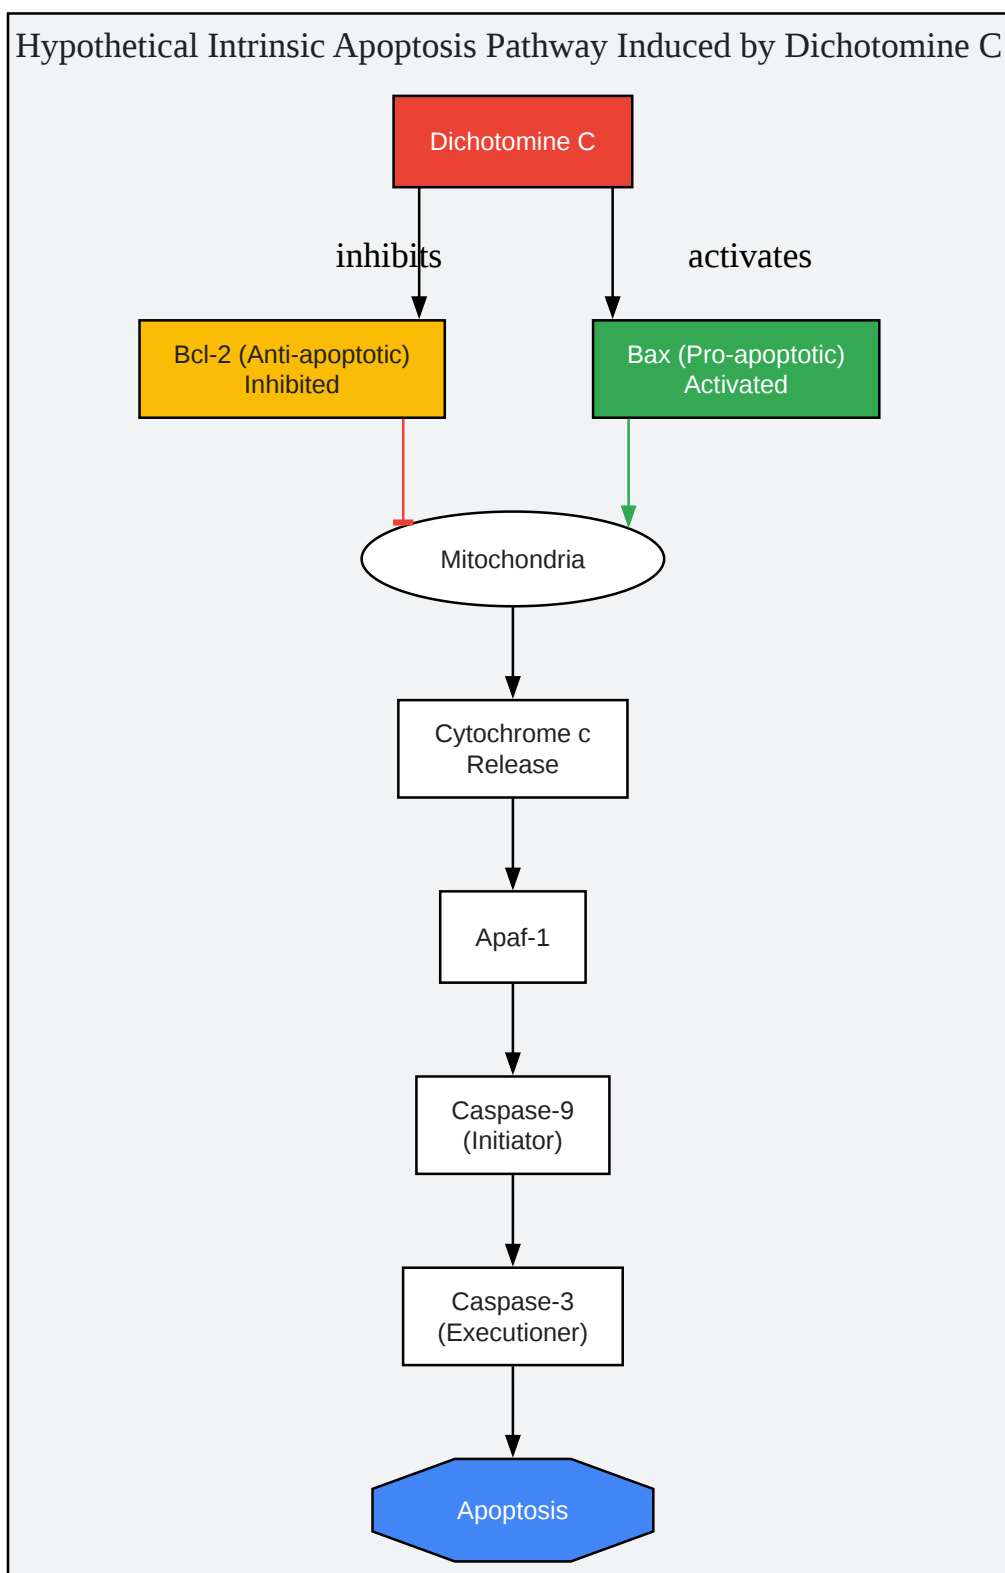 Hypothetical Intrinsic Apoptosis Pathway Induced by Dichotomine C
Dichotomine C
inhibits
activates
Bcl-2 (Anti-apoptotic)
Inhibited
Bax (Pro-apoptotic)
Activated
Mitochondria
Cytochrome c
Release
Apaf-1
Caspase-9
(Initiator)
Caspase-3
(Executioner)
Apoptosis